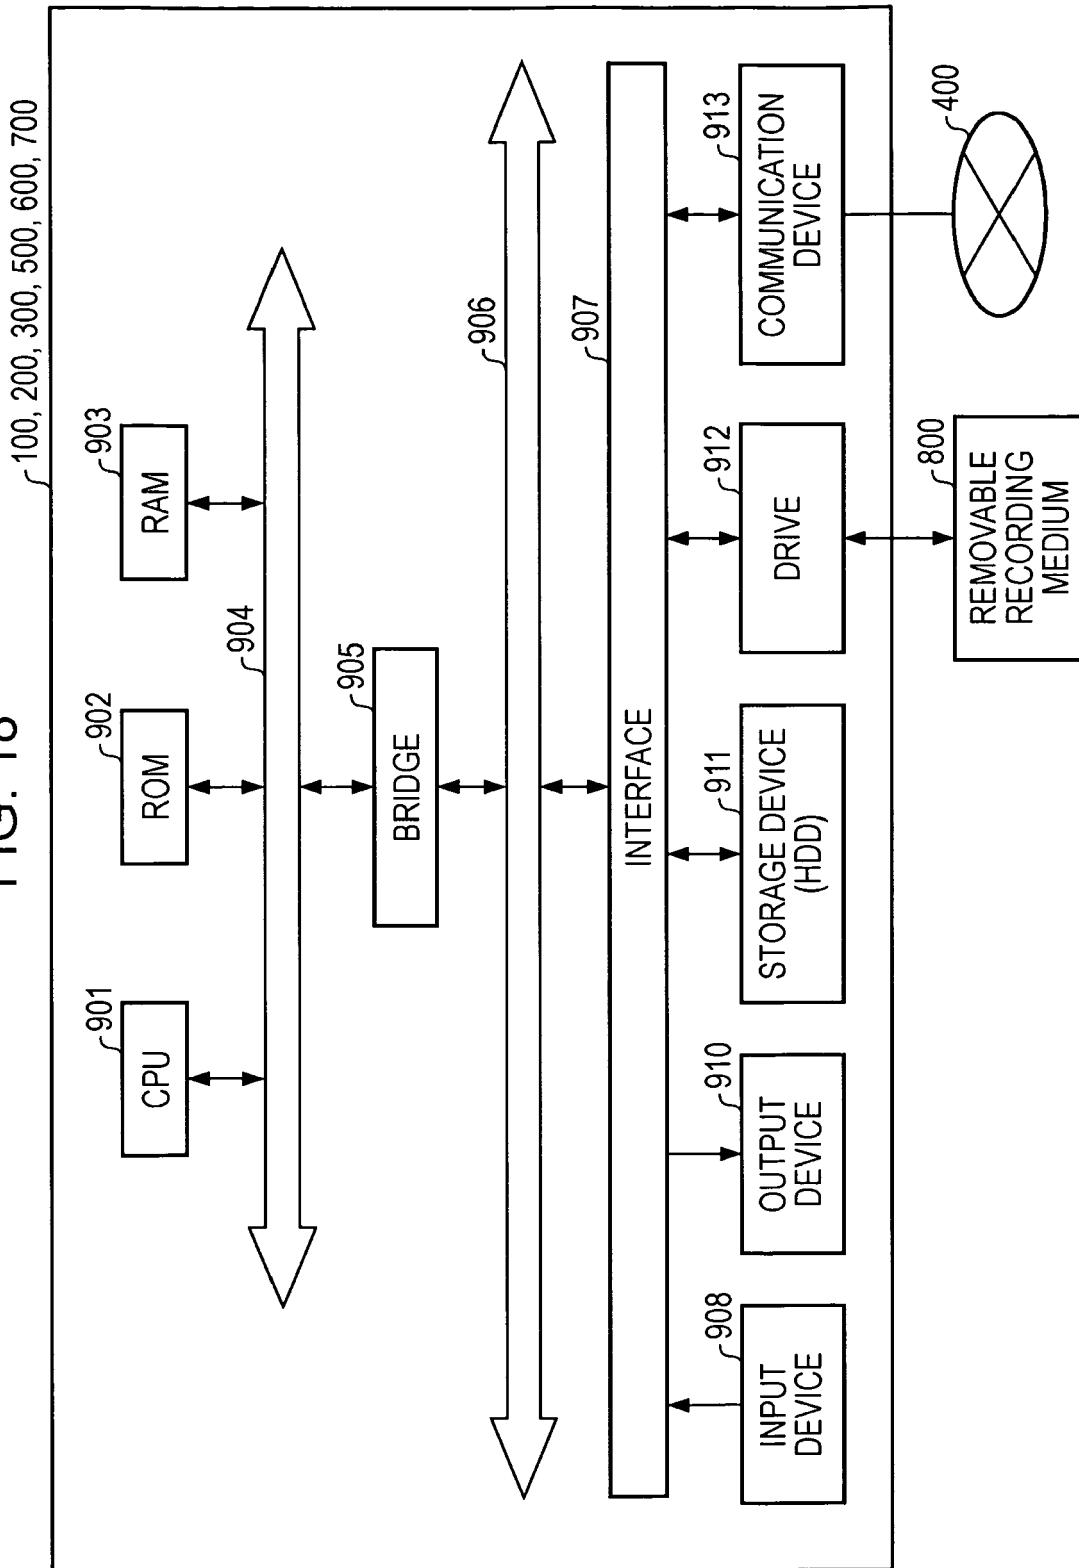 FIG.
100, 200, 300, 500, 600, 700
901
CPU
902
ROM
903
RAM
904
905
BRIDGE
906
907
INTERFACE
908
INPUT
DEVICE
910
OUTPUT
DEVICE
911
STORAGE DEVICE
(HDD)
912
DRIVE
913
COMMUNICATION
DEVICE
800
REMOVABLE
RECORDING
MEDIUM
400